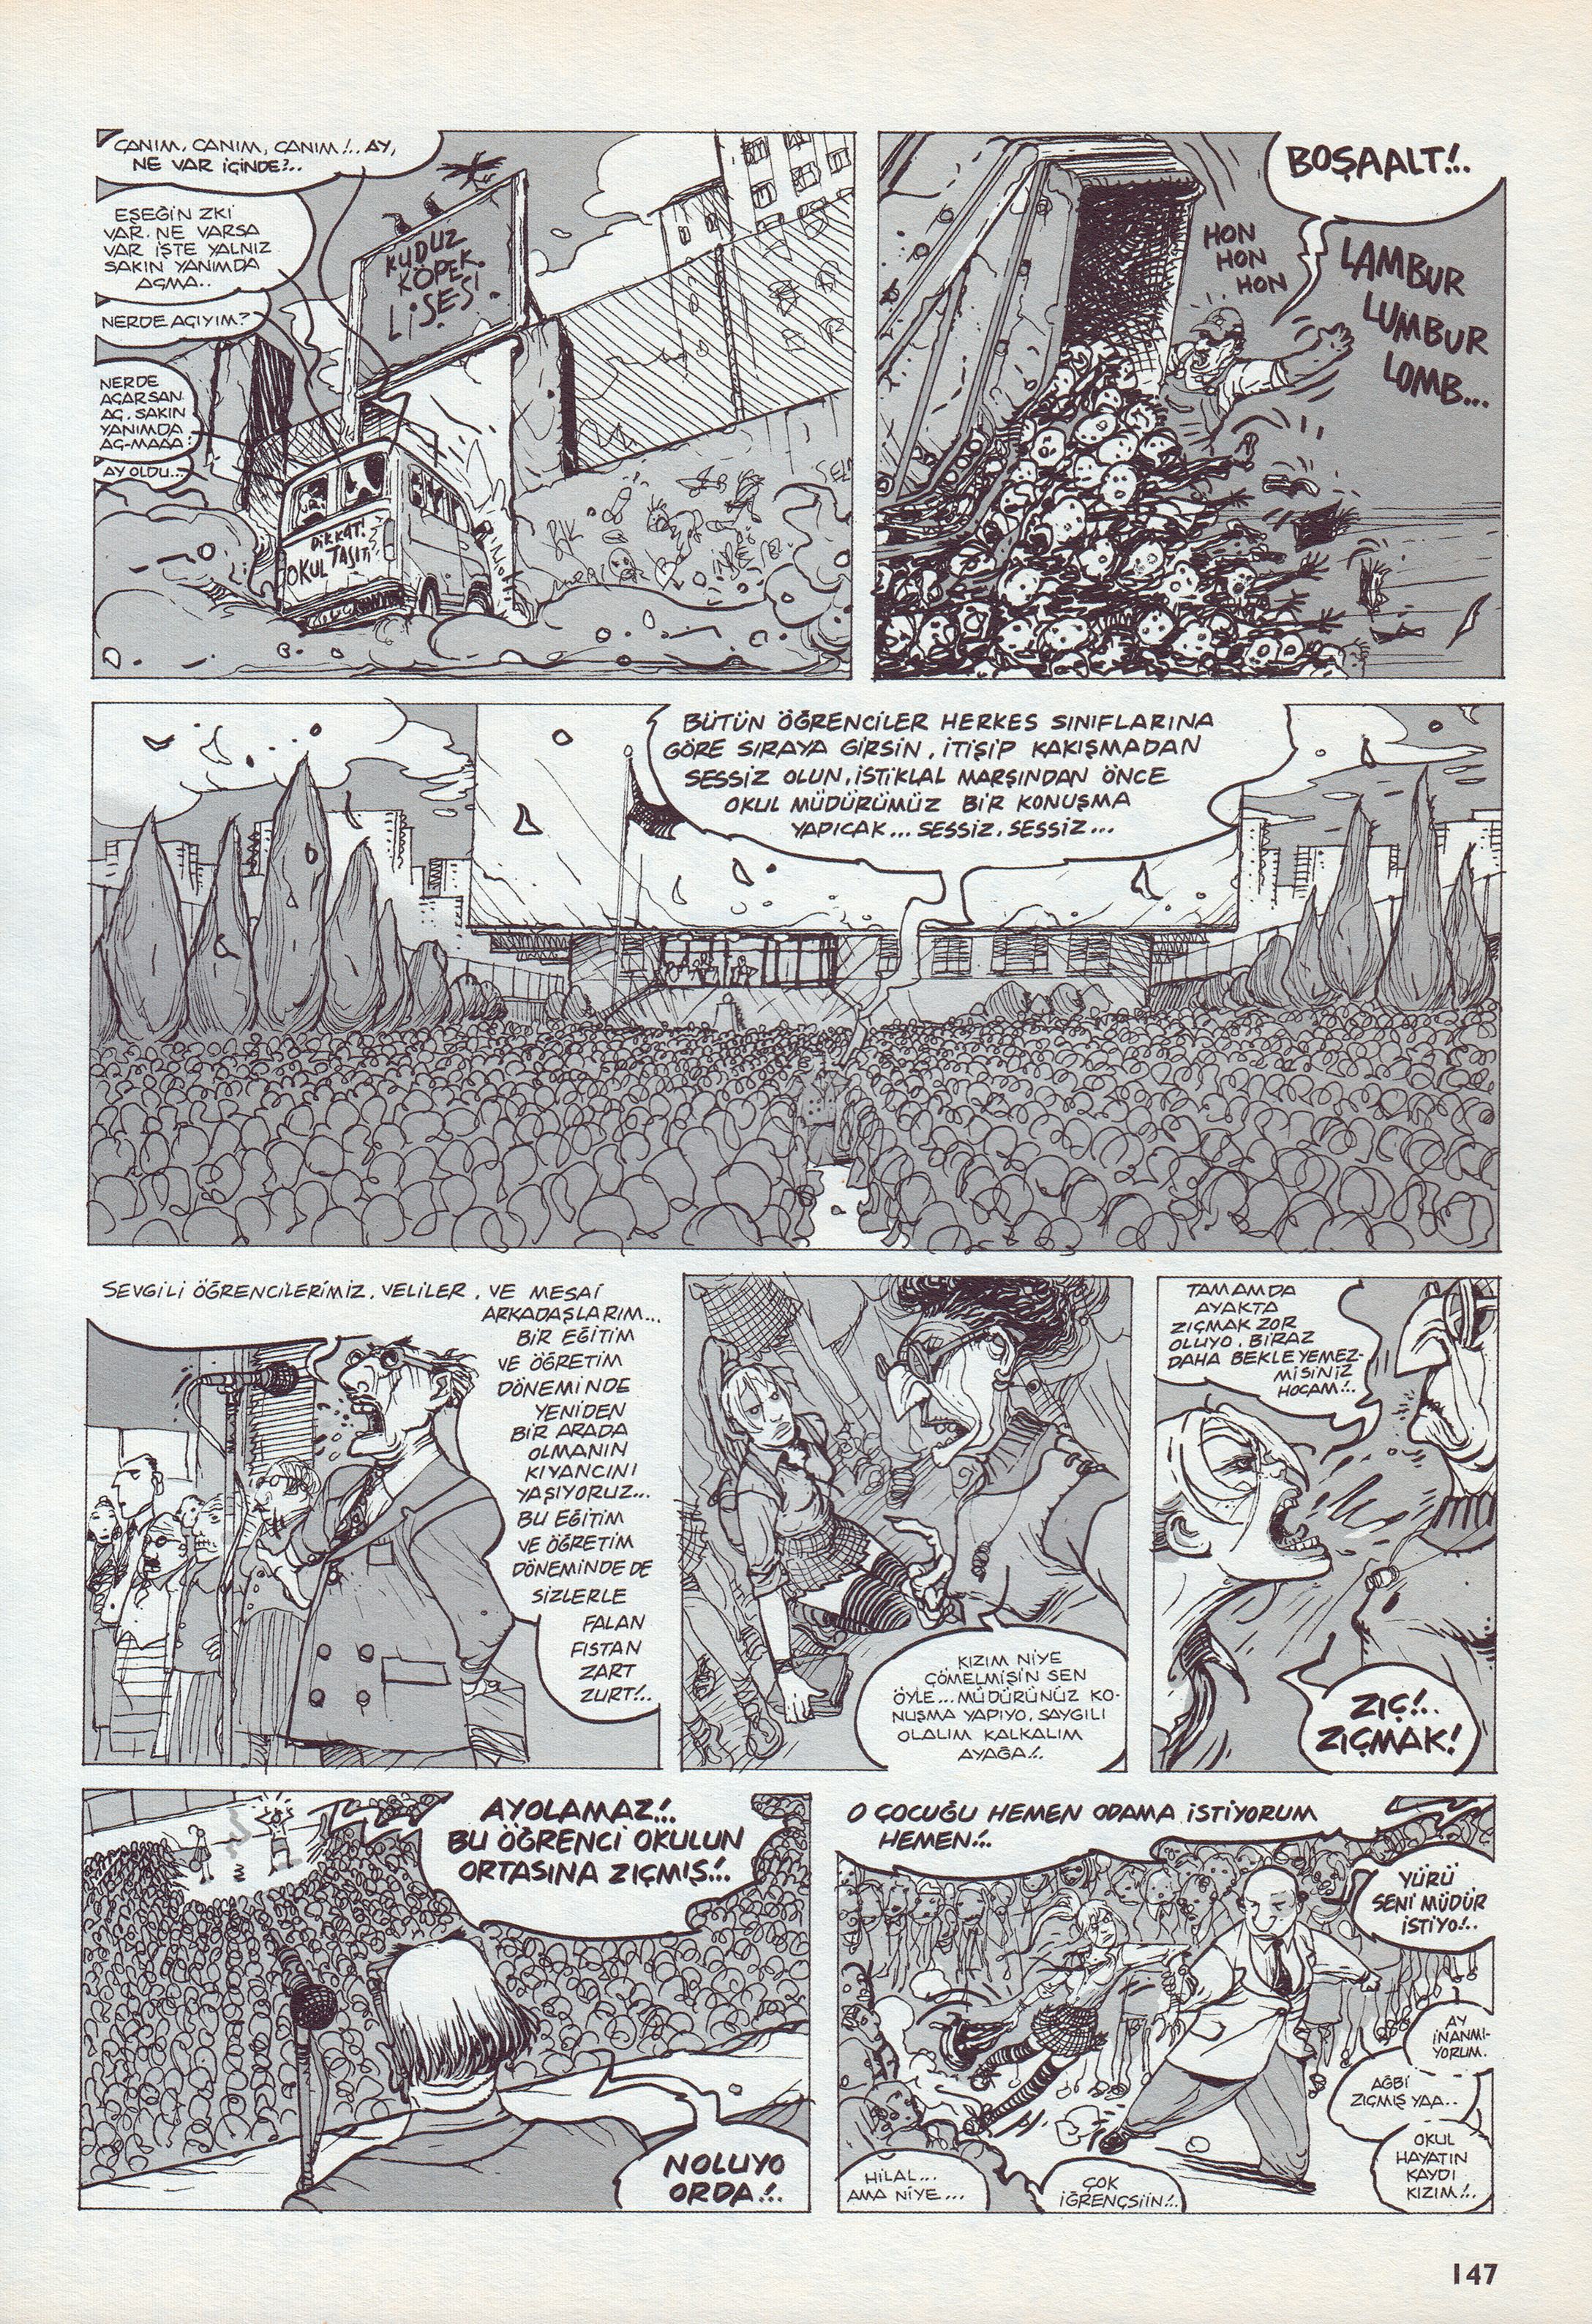 CANIM, CANIM, CANIM!.. AY,
NE VAR İÇİNDE?..
EŞEĞİN ZKİ
VAR. NE VARSA
VAR İŞTE YALNIZ
SAKIN YANIMDA
AÇMA..
NERDE AÇIYIM?
NERDE
AÇARSAN
AÇ. SAKIN
YANIMDA
AÇ-MAAA!
AY OLDU...
KUDUZ
KÖPEK
LİSESİ
DİKKAT!
OKUL TAŞITI
BOŞAALT!..
HON
HON
HON
LAMBUR
LUMBUR
LOMB...
BÜTÜN ÖĞRENCİLER HERKES SINIFLARINA
GÖRE SIRAYA GİRSİN, İTİŞİP KAKIŞMADAN
SESSİZ OLUN, İSTİKLAL MARŞINDAN ÖNCE
OKUL MÜDÜRÜMÜZ BİR KONUŞMA
YAPICAK... SESSİZ, SESSİZ...
SEVGİLİ ÖĞRENCİLERİMİZ, VELİLER, VE MESAİ
ARKADAŞLARIM...
BİR EĞİTİM
VE ÖĞRETİM
DÖNEMİNDE
YENİDEN
BİR ARADA
OLMANIN
KIVANCINI
YAŞIYORUZ...
BU EĞİTİM
VE ÖĞRETİM
DÖNEMİNDE DE
SİZLERLE
FALAN
FISTAN
ZART
ZURT!..
KIZIM NİYE
ÇÖMELMİŞİN SEN
ÖYLE... MÜDÜRÜNÜZ KO-
NUŞMA YAPIYO, SAYGILI
OLALIM KALKALIM
AYAĞA!..
TAMAMDA
AYAKTA
ZIÇMAK ZOR
OLUYO, BİRAZ
DAHA BEKLEYEMEZ-
MİSİNİZ
HOCAM!..
ZIÇ!..
ZIÇMAK!
AYOLAMAZ!..
BU ÖĞRENCİ OKULUN
ORTASINA ZIÇMIŞ!..
NOLUYO
ORDA!..
O ÇOCUĞU HEMEN ODAMA İSTİYORUM
HEMEN!..
YÜRÜ
SENİ MÜDÜR
İSTİYO!..
AY
İNANMI-
YORUM.
AĞBİ
ZIÇMIŞ YAA..
OKUL
HAYATIN
KAYDI
KIZIM!..
HİLAL...
AMA NİYE...
ÇOK
İĞRENÇSİİN!..
147